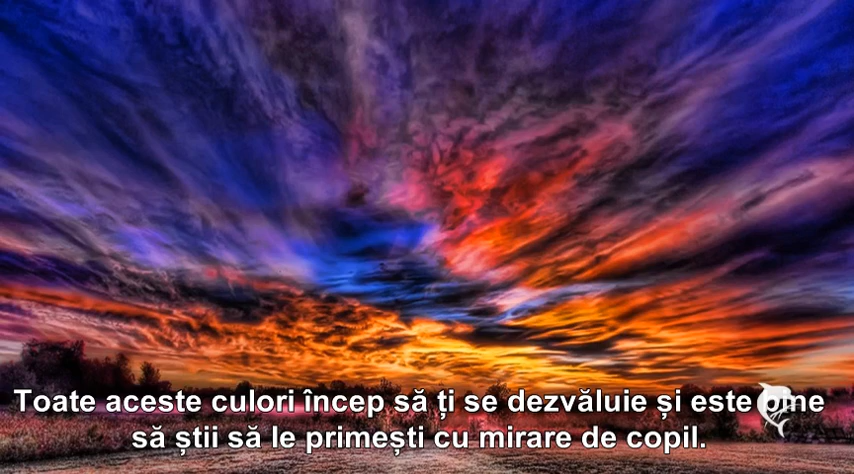 Toate aceste culori încep să ți se dezvăluie și este bine
să știi să le primești cu mirare de copil.